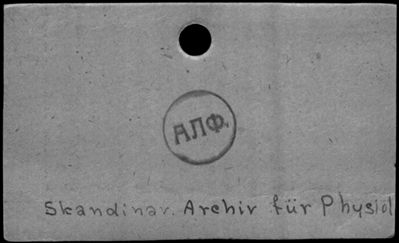 АЛФ.
Skandinav. Archiv für Physiol